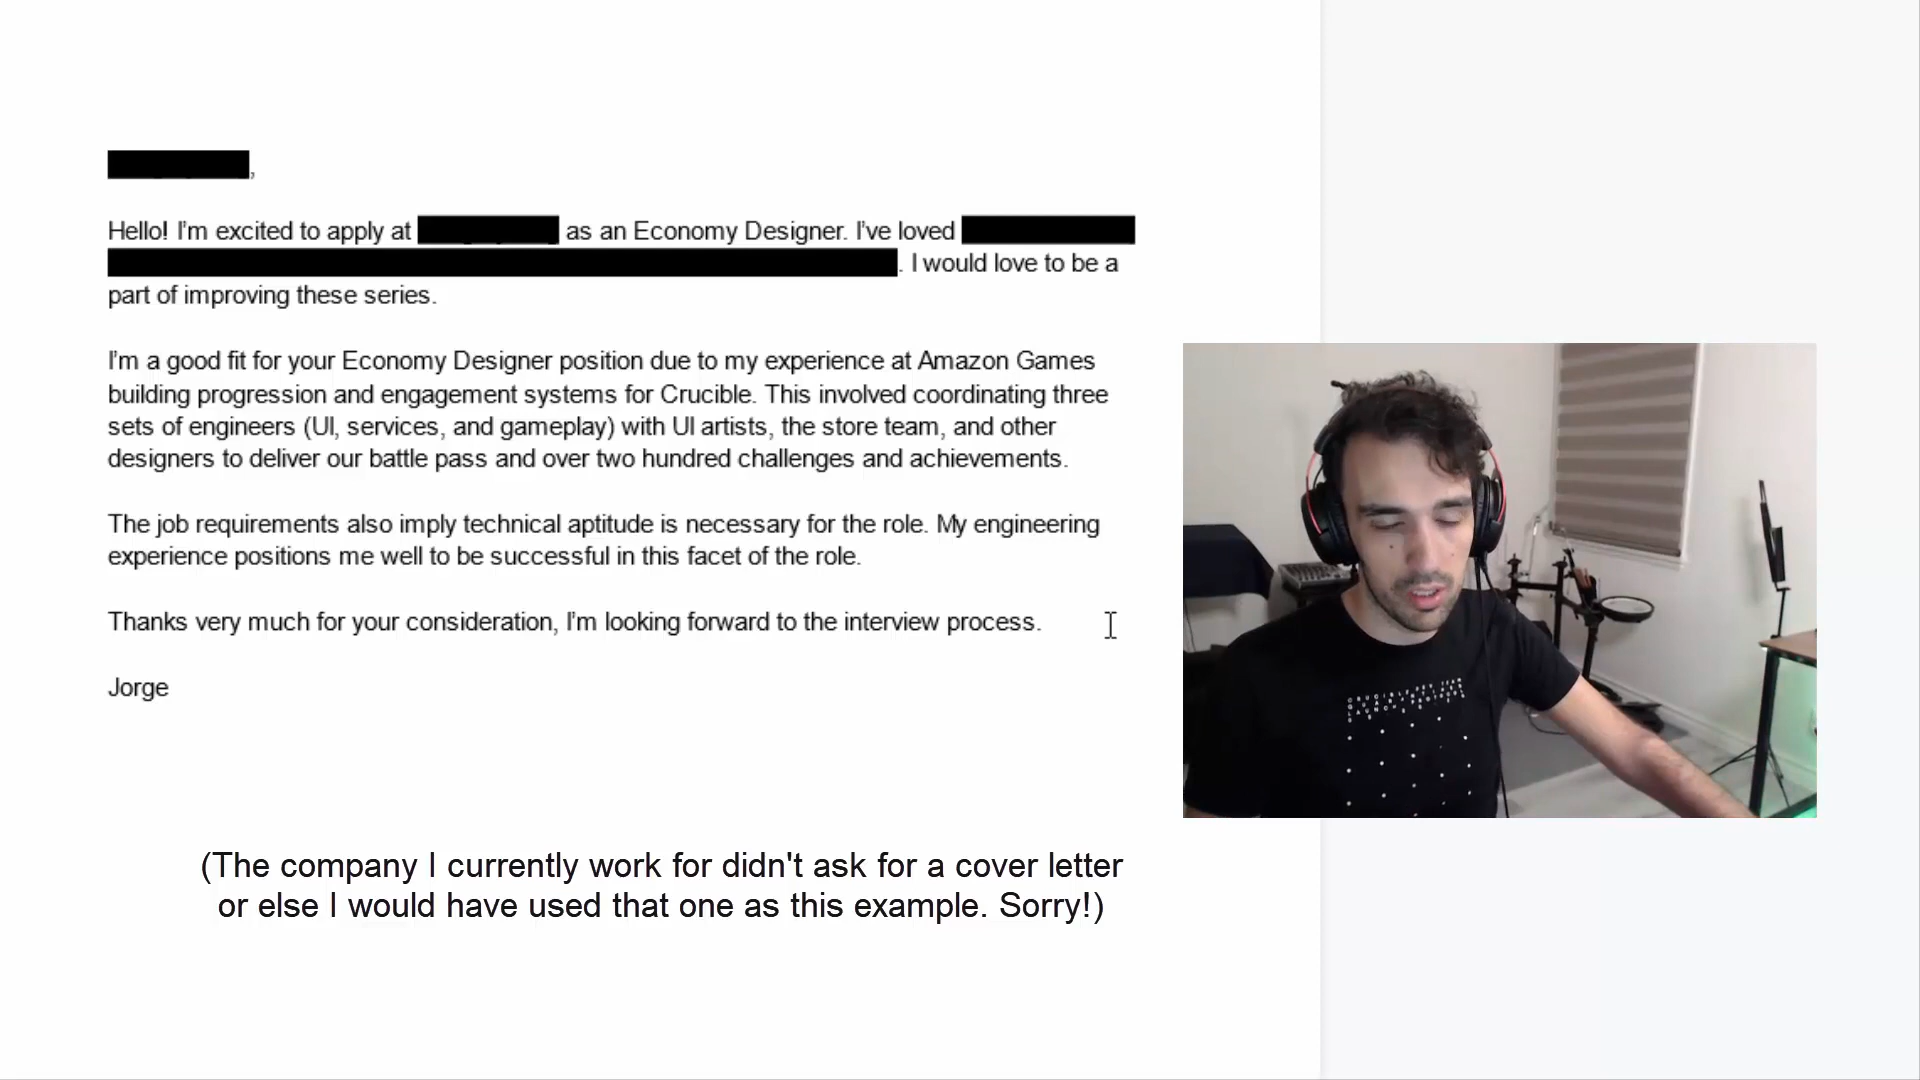 ,
Hello! I'm excited to apply at as an Economy Designer. I've loved
. I would love to be a
part of improving these series.
I'm a good fit for your Economy Designer position due to my experience at Amazon Games
building progression and engagement systems for Crucible. This involved coordinating three
sets of engineers (UI, services, and gameplay) with UI artists, the store team, and other
designers to deliver our battle pass and over two hundred challenges and achievements.
The job requirements also imply technical aptitude is necessary for the role. My engineering
experience positions me well to be successful in this facet of the role.
Thanks very much for your consideration, I'm looking forward to the interview process.
Jorge
(The company I currently work for didn't ask for a cover letter
or else I would have used that one as this example. Sorry!)